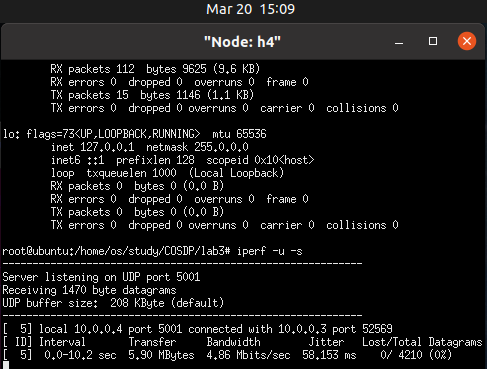 Mar 20 15:09
"Node: h4"
RX packets 112 bytes 9625 (9.6 KB)
RX errors 0 dropped 0 overruns 0 frame 0
TX packets 15 bytes 1146 (1.1 KB)
TX errors 0 dropped 0 overruns 0 carrier 0 collisions 0
lo: flags=73<UP,LOOPBACK,RUNNING> mtu 65536
inet 127.0.0.1 netmask 255.0.0.0
inet6 ::1 prefixlen 128 scopeid 0x10<host>
loop txqueuelen 1000 (Local Loopback)
RX packets 0 bytes 0 (0.0 B)
RX errors 0 dropped 0 overruns 0 frame 0
TX packets 0 bytes 0 (0.0 B)
TX errors 0 dropped 0 overruns 0 carrier 0 collisions 0
root@ubuntu:/home/os/study/COSDP/lab3# iperf -u -s
------------------------------------------------------------
Server listening on UDP port 5001
Receiving 1470 byte datagrams
UDP buffer size: 208 KByte (default)
------------------------------------------------------------
[ 5] local 10.0.0.4 port 5001 connected with 10.0.0.3 port 52569
[ ID] Interval Transfer Bandwidth Jitter Lost/Total Datagrams
[ 5] 0.0-10.2 sec 5.90 MBytes 4.86 Mbits/sec 58.153 ms 0/ 4210 (0%)